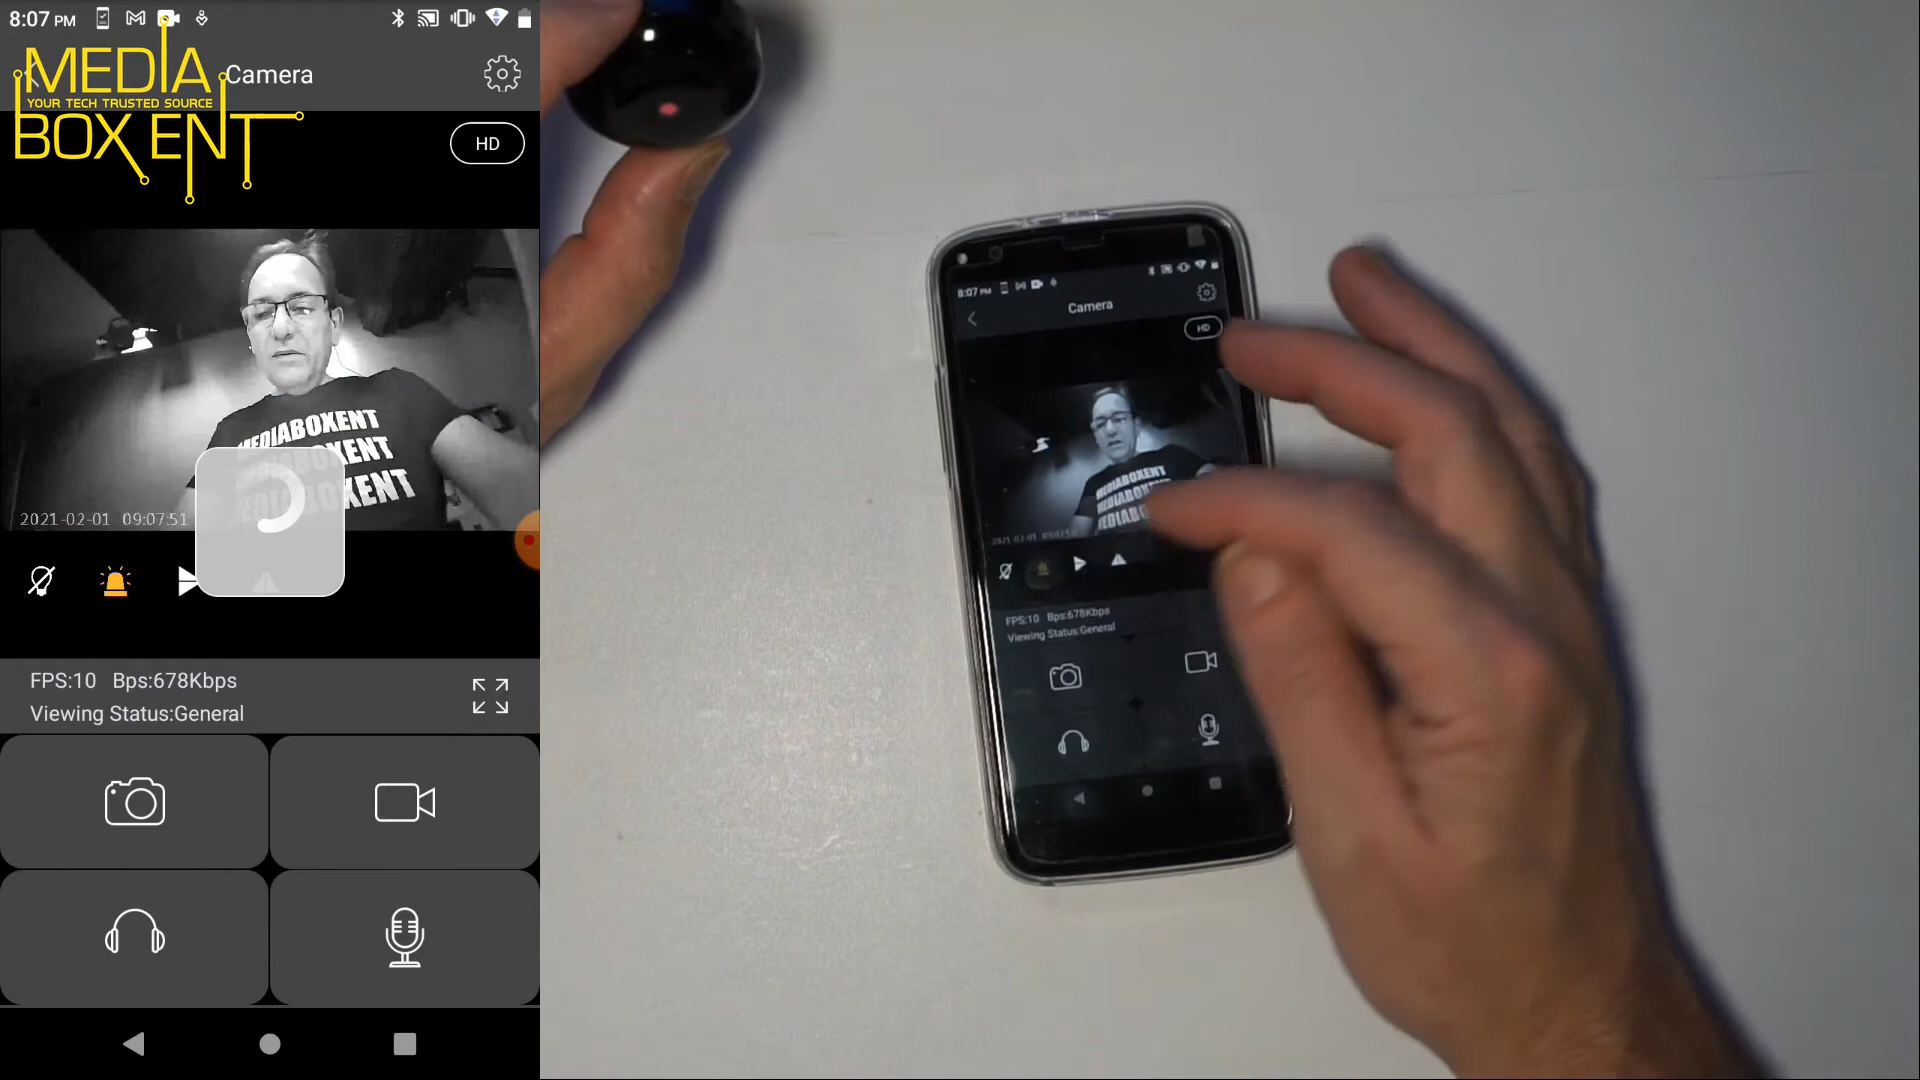 8:07 PM
MEDIA
YOUR TECH TRUSTED SOURCE
BOX ENT
Camera
HD
MEDIABOXENT
2021-02-01 09:07:51
FPS:10 Bps:678Kbps
Viewing Status:General
8:07 PM
Camera
HD
MEDIABOXENT
MEDIABOXENT
FPS:10 Bps:678Kbps
Viewing Status:General